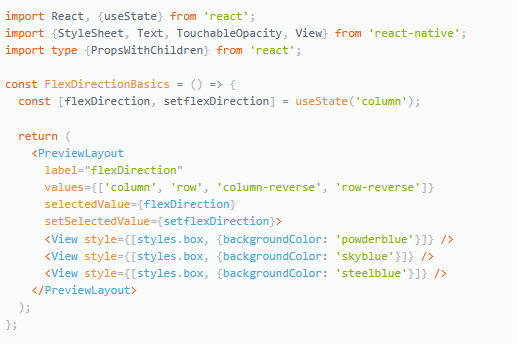 import React, {useState} from 'react';
import {StyleSheet, Text, TouchableOpacity, View} from 'react-native';
import type {PropsWithChildren} from 'react';

const FlexDirectionBasics = () => {
  const [flexDirection, setflexDirection] = useState('column');

  return (
    <PreviewLayout
      label="flexDirection"
      values={['column', 'row', 'column-reverse', 'row-reverse']}
      selectedValue={flexDirection}
      setSelectedValue={setflexDirection}>
      <View style={[styles.box, {backgroundColor: 'powderblue'}]} />
      <View style={[styles.box, {backgroundColor: 'skyblue'}]} />
      <View style={[styles.box, {backgroundColor: 'steelblue'}]} />
    </PreviewLayout>
  );
};